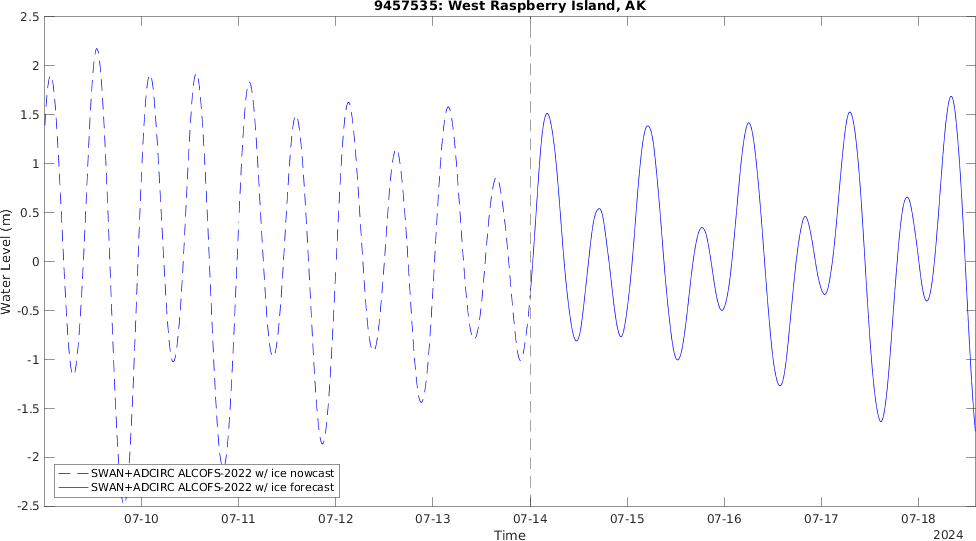 9457535: West Raspberry Island, AK
Water Level (m)
2.5
2
1.5
1
0.5
0
-0.5
-1
-1.5
-2
-2.5
SWAN+ADCIRC ALCOFS-2022 w/ ice nowcast
SWAN+ADCIRC ALCOFS-2022 w/ ice forecast
07-10 07-11 07-12 07-13 07-14 07-15 07-16 07-17 07-18
Time
2024